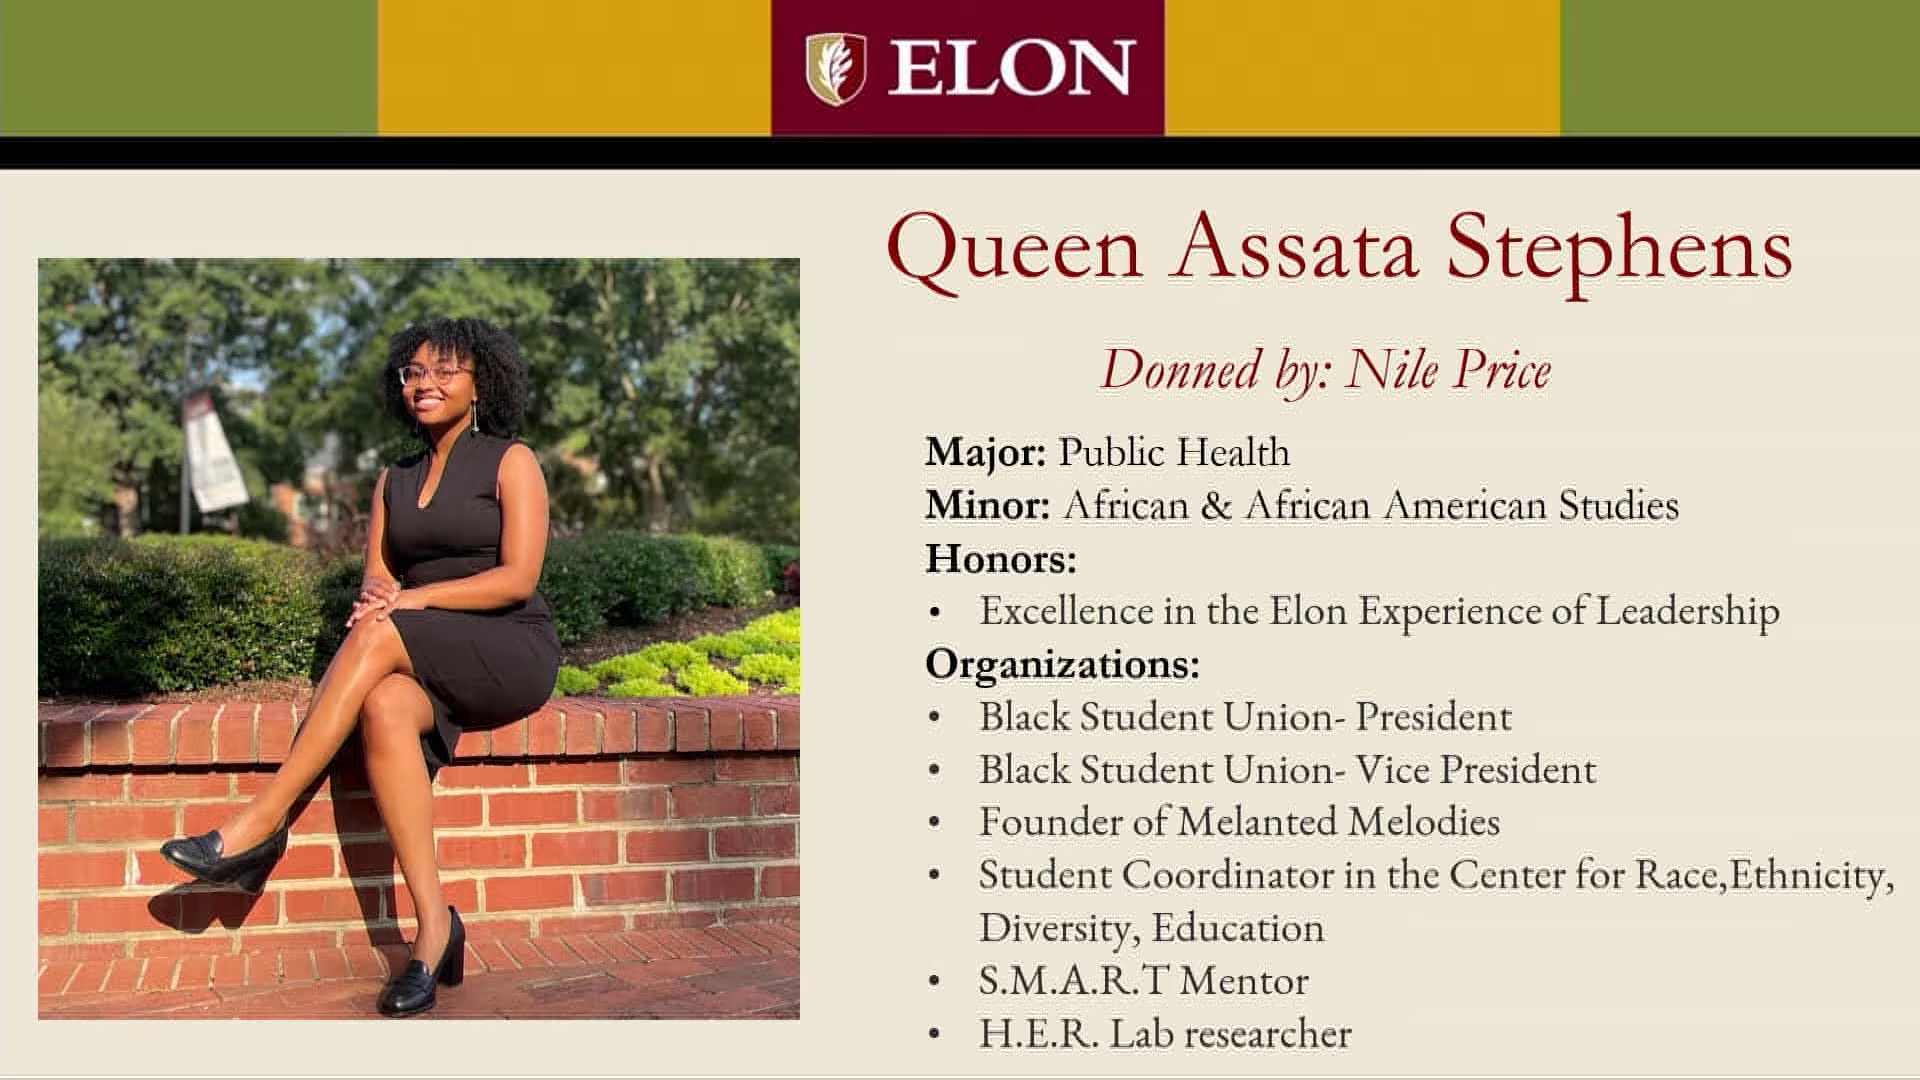 ELON
Queen Assata Stephens
Donned by: Nile Price
Major: Public Health
Minor: African & African American Studies
Honors:
• Excellence in the Elon Experience of Leadership
Organizations:
• Black Student Union- President
• Black Student Union- Vice President
• Founder of Melanted Melodies
• Student Coordinator in the Center for Race,Ethnicity,
Diversity, Education
• S.M.A.R.T Mentor
• H.E.R. Lab researcher